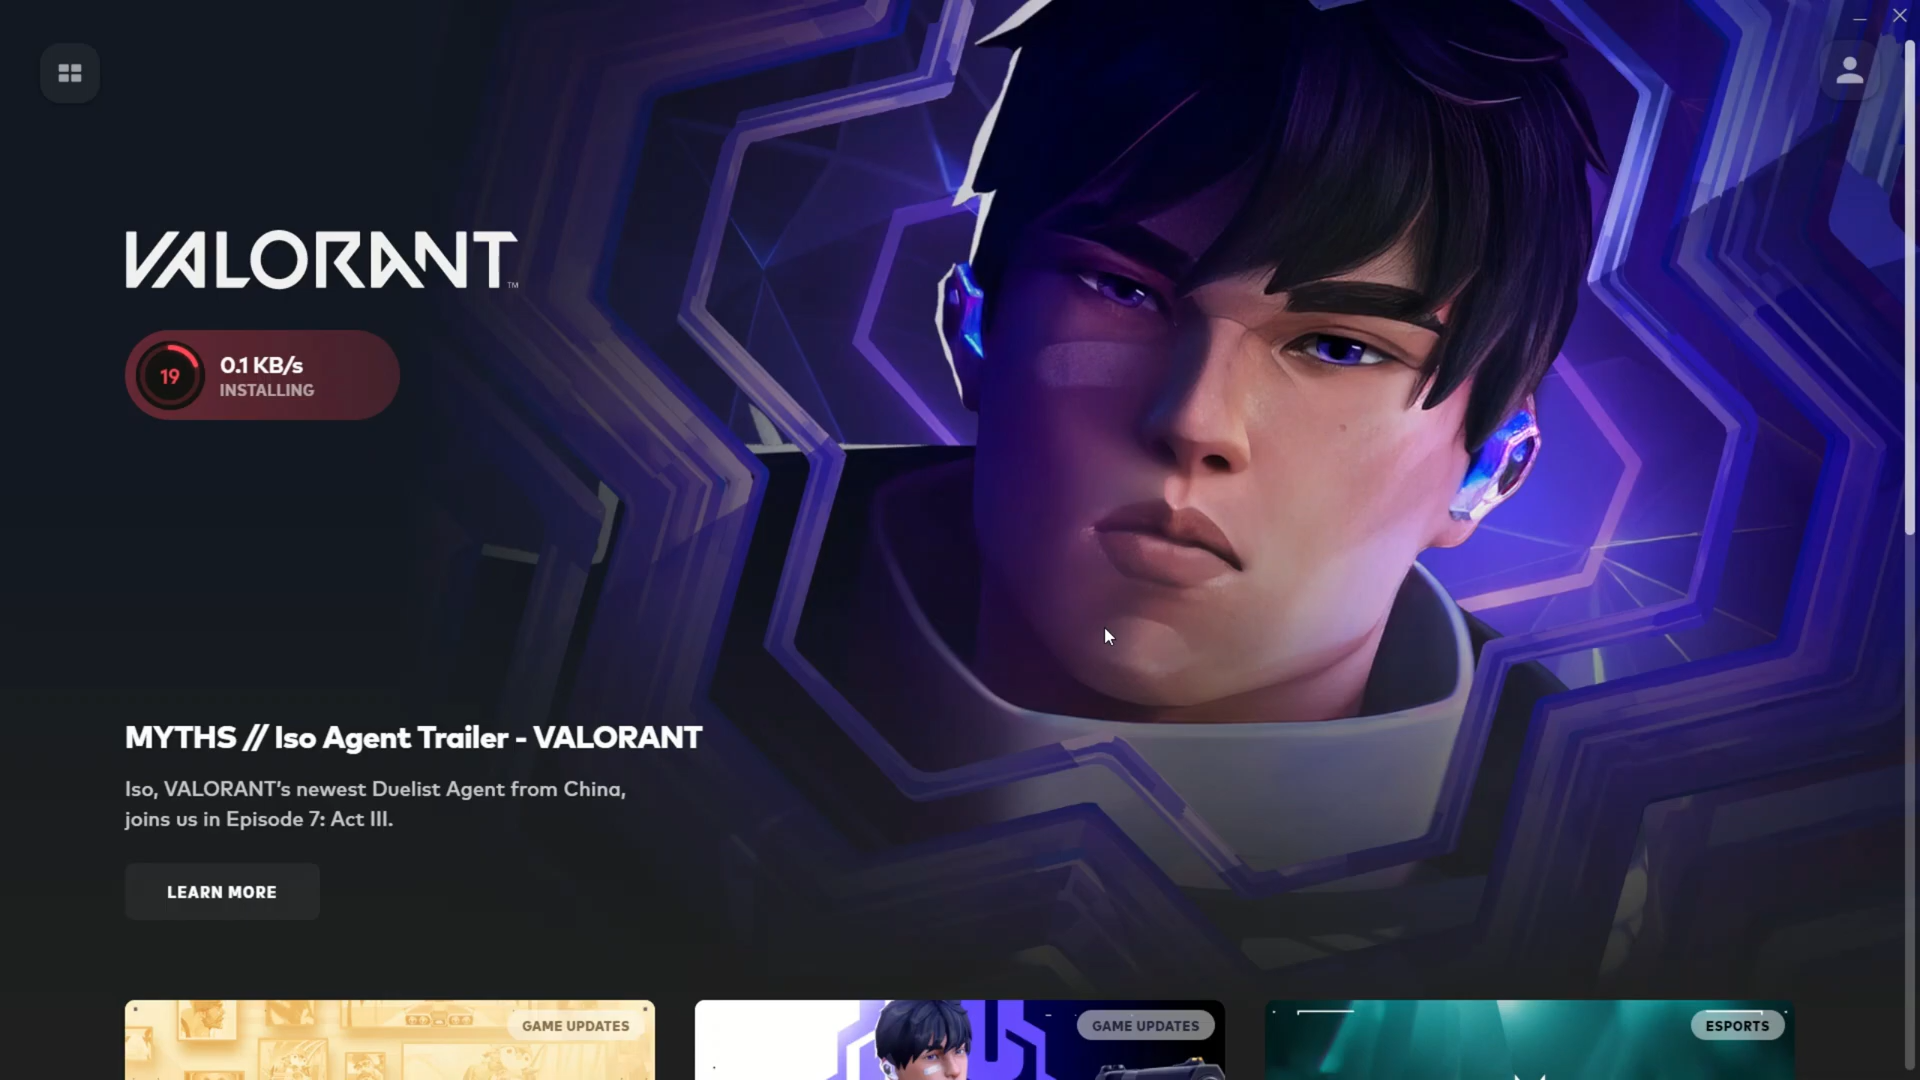 VALORANT™
19
0.1 KB/s
INSTALLING
MYTHS // Iso Agent Trailer - VALORANT
Iso, VALORANT's newest Duelist Agent from China,
joins us in Episode 7: Act III.
LEARN MORE
GAME UPDATES
GAME UPDATES
ESPORTS